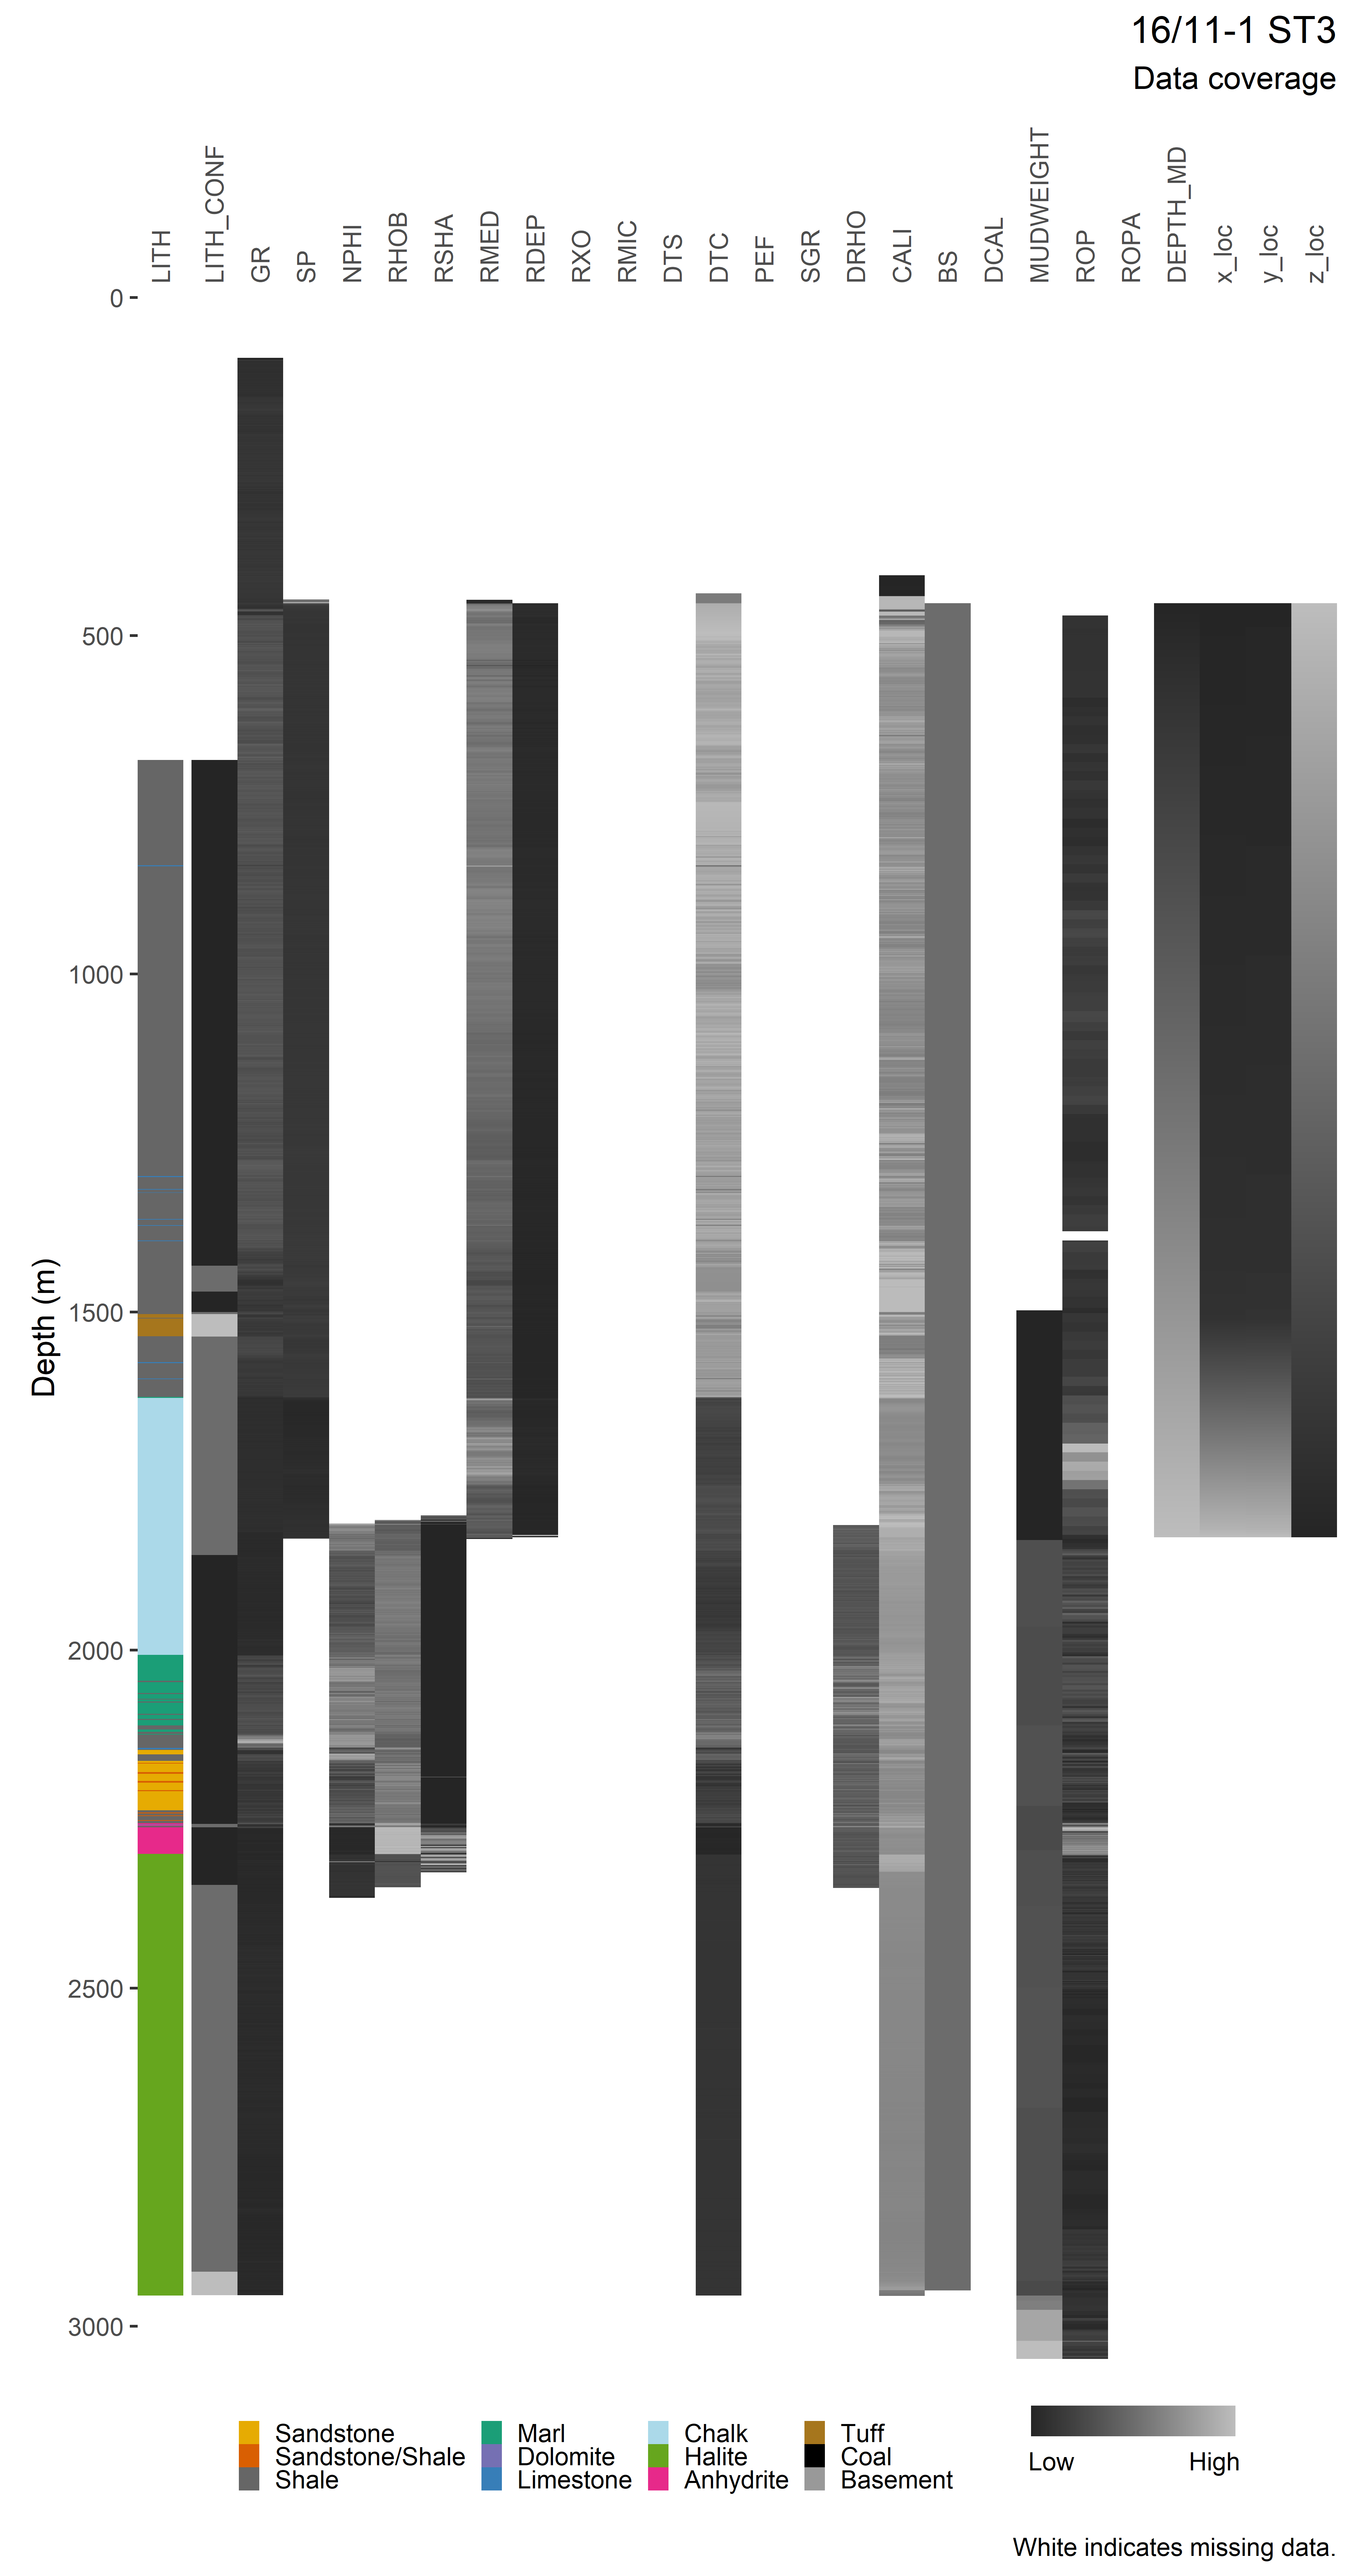 16/11-1 ST3
Data coverage
LITH
LITH_CONF
GR
SP
NPHI
RHOB
RSHA
RMED
RDEP
RXO
RMIC
DTS
DTC
PEF
SGR
DRHO
CALI
BS
DCAL
MUDWEIGHT
ROP
ROPA
DEPTH_MD
x_loc
y_loc
z_loc
0
500
1000
1500
2000
2500
3000
Depth (m)
Sandstone
Sandstone/Shale
Shale
Marl
Dolomite
Limestone
Chalk
Halite
Anhydrite
Tuff
Coal
Basement
Low High
White indicates missing data.